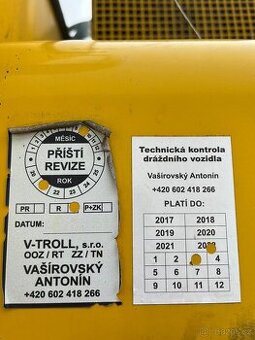 MĚSÍC
PŘÍŠTÍ
REVIZE
ROK
22 23 24 25
PR R P+ZK
DATUM:
V-TROLL, s.r.o.
OOZ / RT ZZ / TN
VAŠÍROVSKÝ
ANTONÍN
+420 602 418 266
Technická kontrola
drážního vozidla
Vašírovský Antonín
+420 602 418 266
PLATÍ DO:
2017 2018
2019 2020
2021
1 2 4
5 6 7 8
9 10 11 12